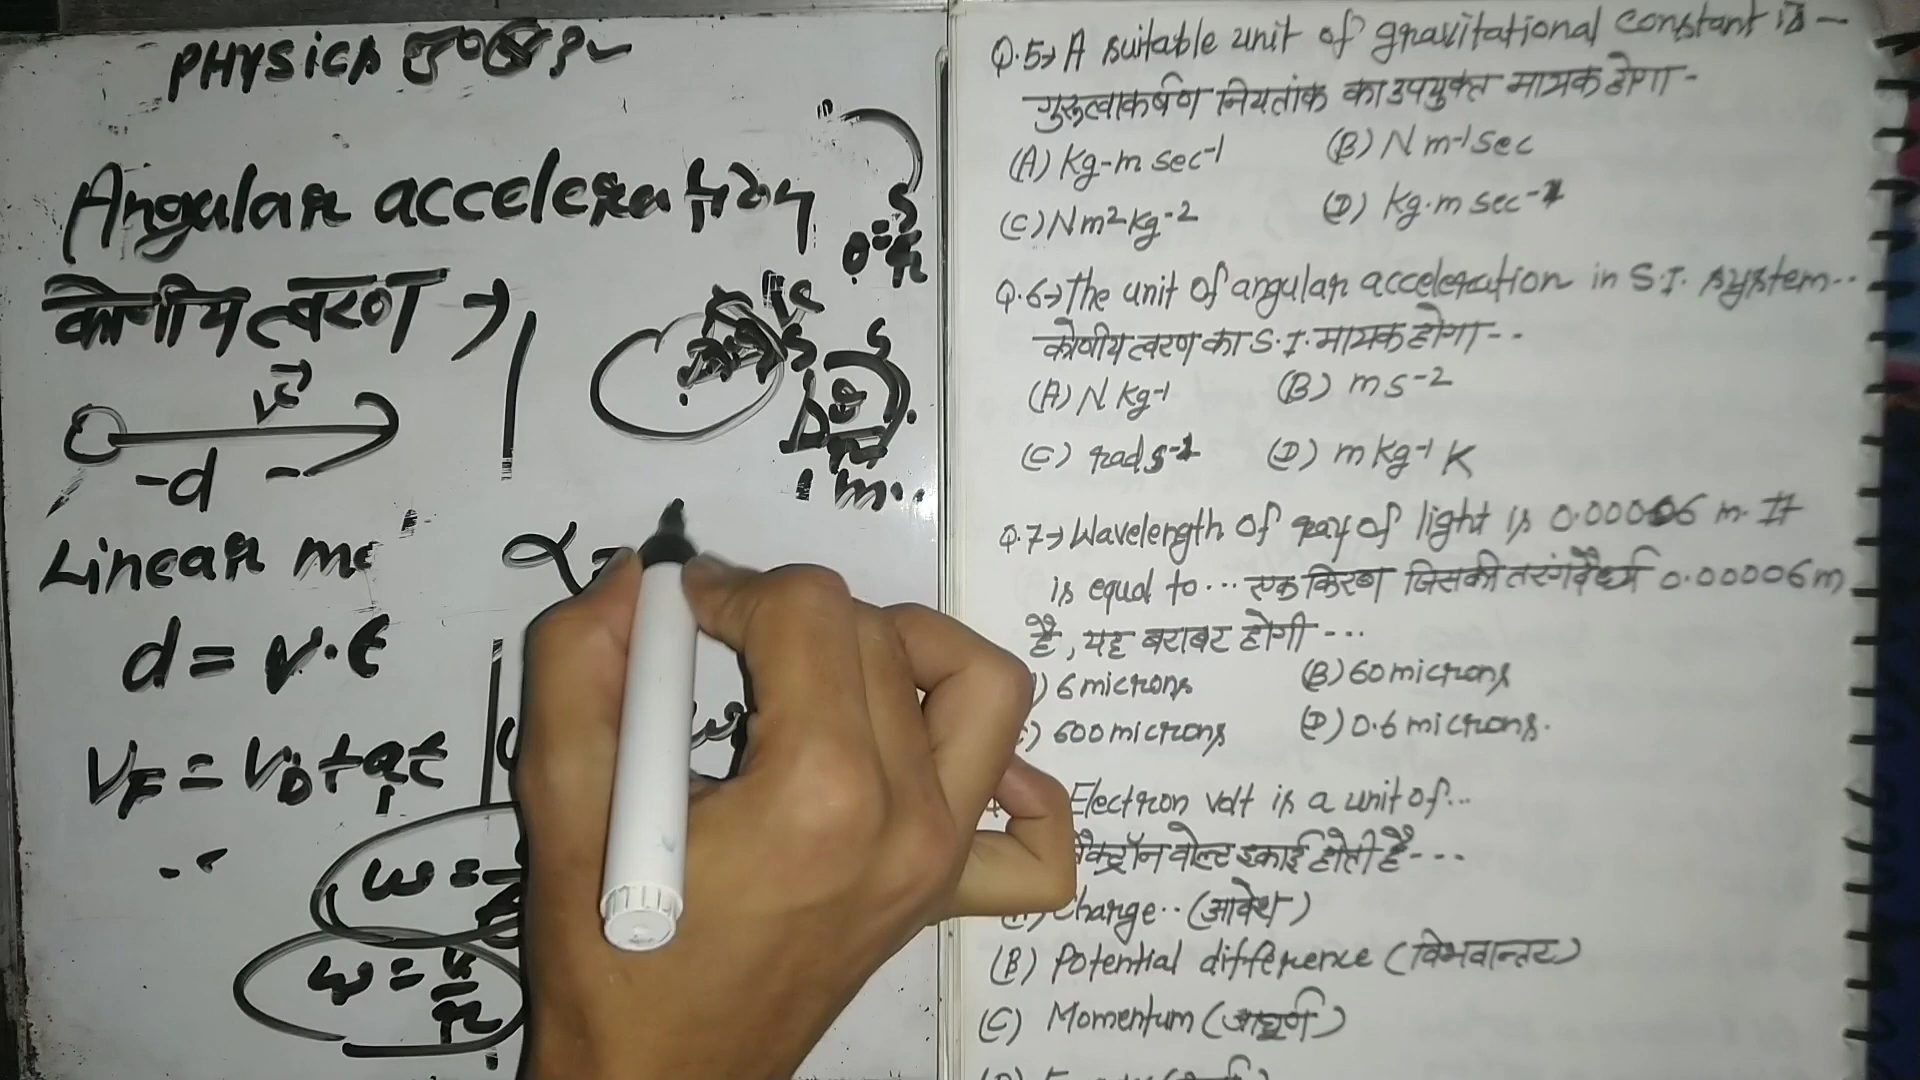 PHYSICS
Angular acceleration
कोणीय त्वरण →
V
-d -
Linear
d = v.t
VF = V0 + at
ω =
ω = v/r
S
θ = S/r
S
θ
r
α =
ω
Q.5→ A suitable unit of gravitational constant is -
गुरुत्वाकर्षण नियतांक का उपयुक्त मात्रक होगा -
(A) Kg-m sec-1 (B) N m-1 sec
(C) N m2 kg-2 (D) Kg.m sec-1
Q.6→ The unit of angular acceleration in S.I. system..
कोणीय त्वरण का S.I. मात्रक होगा--
(A) N kg-1 (B) m s-2
(C) rad s-2 (D) m kg-1 K
Q.7→ Wavelength of ray of light is 0.00006 m. It
is equal to... एक किरण जिसकी तरंगदैर्ध्य 0.00006 m
है, यह बराबर होगी ---
) 6 microns (B) 60 microns
) 600 microns (D) 0.6 microns.
Electron volt is a unit of...
वोल्ट इकाई होती है---
Charge.. (आवेश)
(B) Potential difference (विभवान्तर)
(C) Momentum (आघूर्ण)